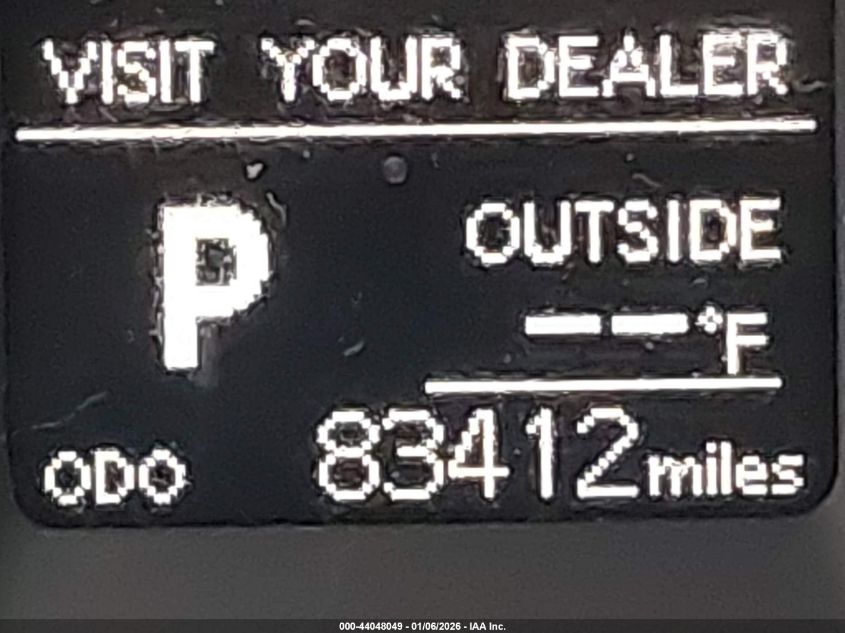 VISIT YOUR DEALER
P
OUTSIDE
--°F
ODO 83412 miles
000-44048049 - 01/06/2026 - IAA Inc.